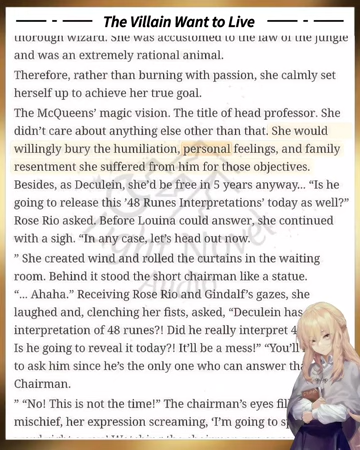 The Villain Want to Live
thorough wizard. She was accustomed to the law of the jungle
and was an extremely rational animal.
Therefore, rather than burning with passion, she calmly set
herself up to achieve her true goal.
The McQueens’ magic vision. The title of head professor. She
didn’t care about anything else other than that. She would
willingly bury the humiliation, personal feelings, and family
resentment she suffered from him for those objectives.
Besides, as Deculein, she’d be free in 5 years anyway... “Is he
going to release this ’48 Runes Interpretations’ today as well?”
Rose Rio asked. Before Louina could answer, she continued
with a sigh. “In any case, let’s head out now.
” She created wind and rolled the curtains in the waiting
room. Behind it stood the short chairman like a statue.
“... Ahaha.” Receiving Rose Rio and Gindalf’s gazes, she
laughed and, clenching her fists, asked, “Deculein has
interpretation of 48 runes?! Did he really interpret 4
Is he going to reveal it today?! It’ll be a mess!” “You’ll
to ask him since he’s the only one who can answer tha
Chairman.
” “No! This is not the time!” The chairman’s eyes fil
mischief, her expression screaming, ‘I’m going to s
Light Novel
Audio